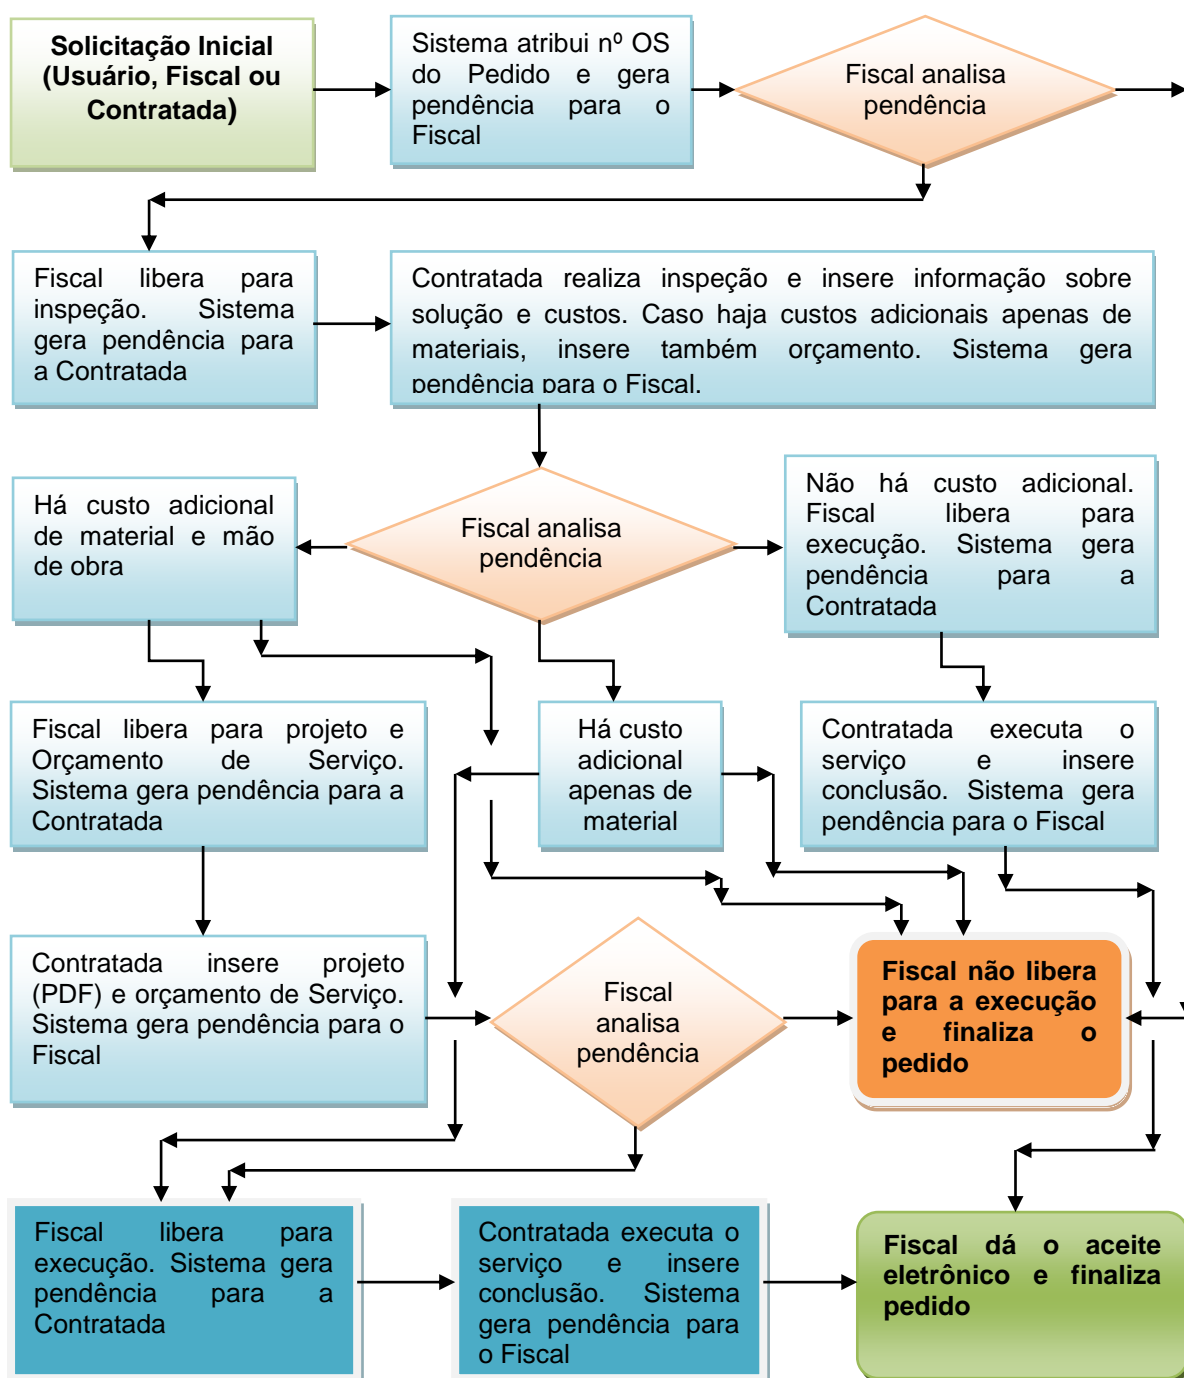 Solicitação Inicial
(Usuário, Fiscal ou
Contratada)
Sistema atribui nº OS
do Pedido e gera
pendência para o
Fiscal
Fiscal analisa
pendência
Fiscal libera para
inspeção. Sistema
gera pendência para
a Contratada
Contratada realiza inspeção e insere informação sobre
solução e custos. Caso haja custos adicionais apenas de
materiais, insere também orçamento. Sistema gera
pendência para o Fiscal.
Há custo adicional
de material e mão
de obra
Fiscal analisa
pendência
Não há custo adicional.
Fiscal libera para
execução. Sistema gera
pendência para a
Contratada
Fiscal libera para projeto e
Orçamento de Serviço.
Sistema gera pendência para a
Contratada
Há custo
adicional
apenas de
material
Contratada executa o
serviço e insere
conclusão. Sistema gera
pendência para o Fiscal
Contratada insere projeto
(PDF) e orçamento de Serviço.
Sistema gera pendência para o
Fiscal
Fiscal
analisa
pendência
Fiscal não libera
para a execução
e finaliza o
pedido
Fiscal libera para
execução. Sistema gera
pendência para a
Contratada
Contratada executa o
serviço e insere
conclusão. Sistema
gera pendência para
o Fiscal
Fiscal dá o aceite
eletrônico e finaliza
pedido